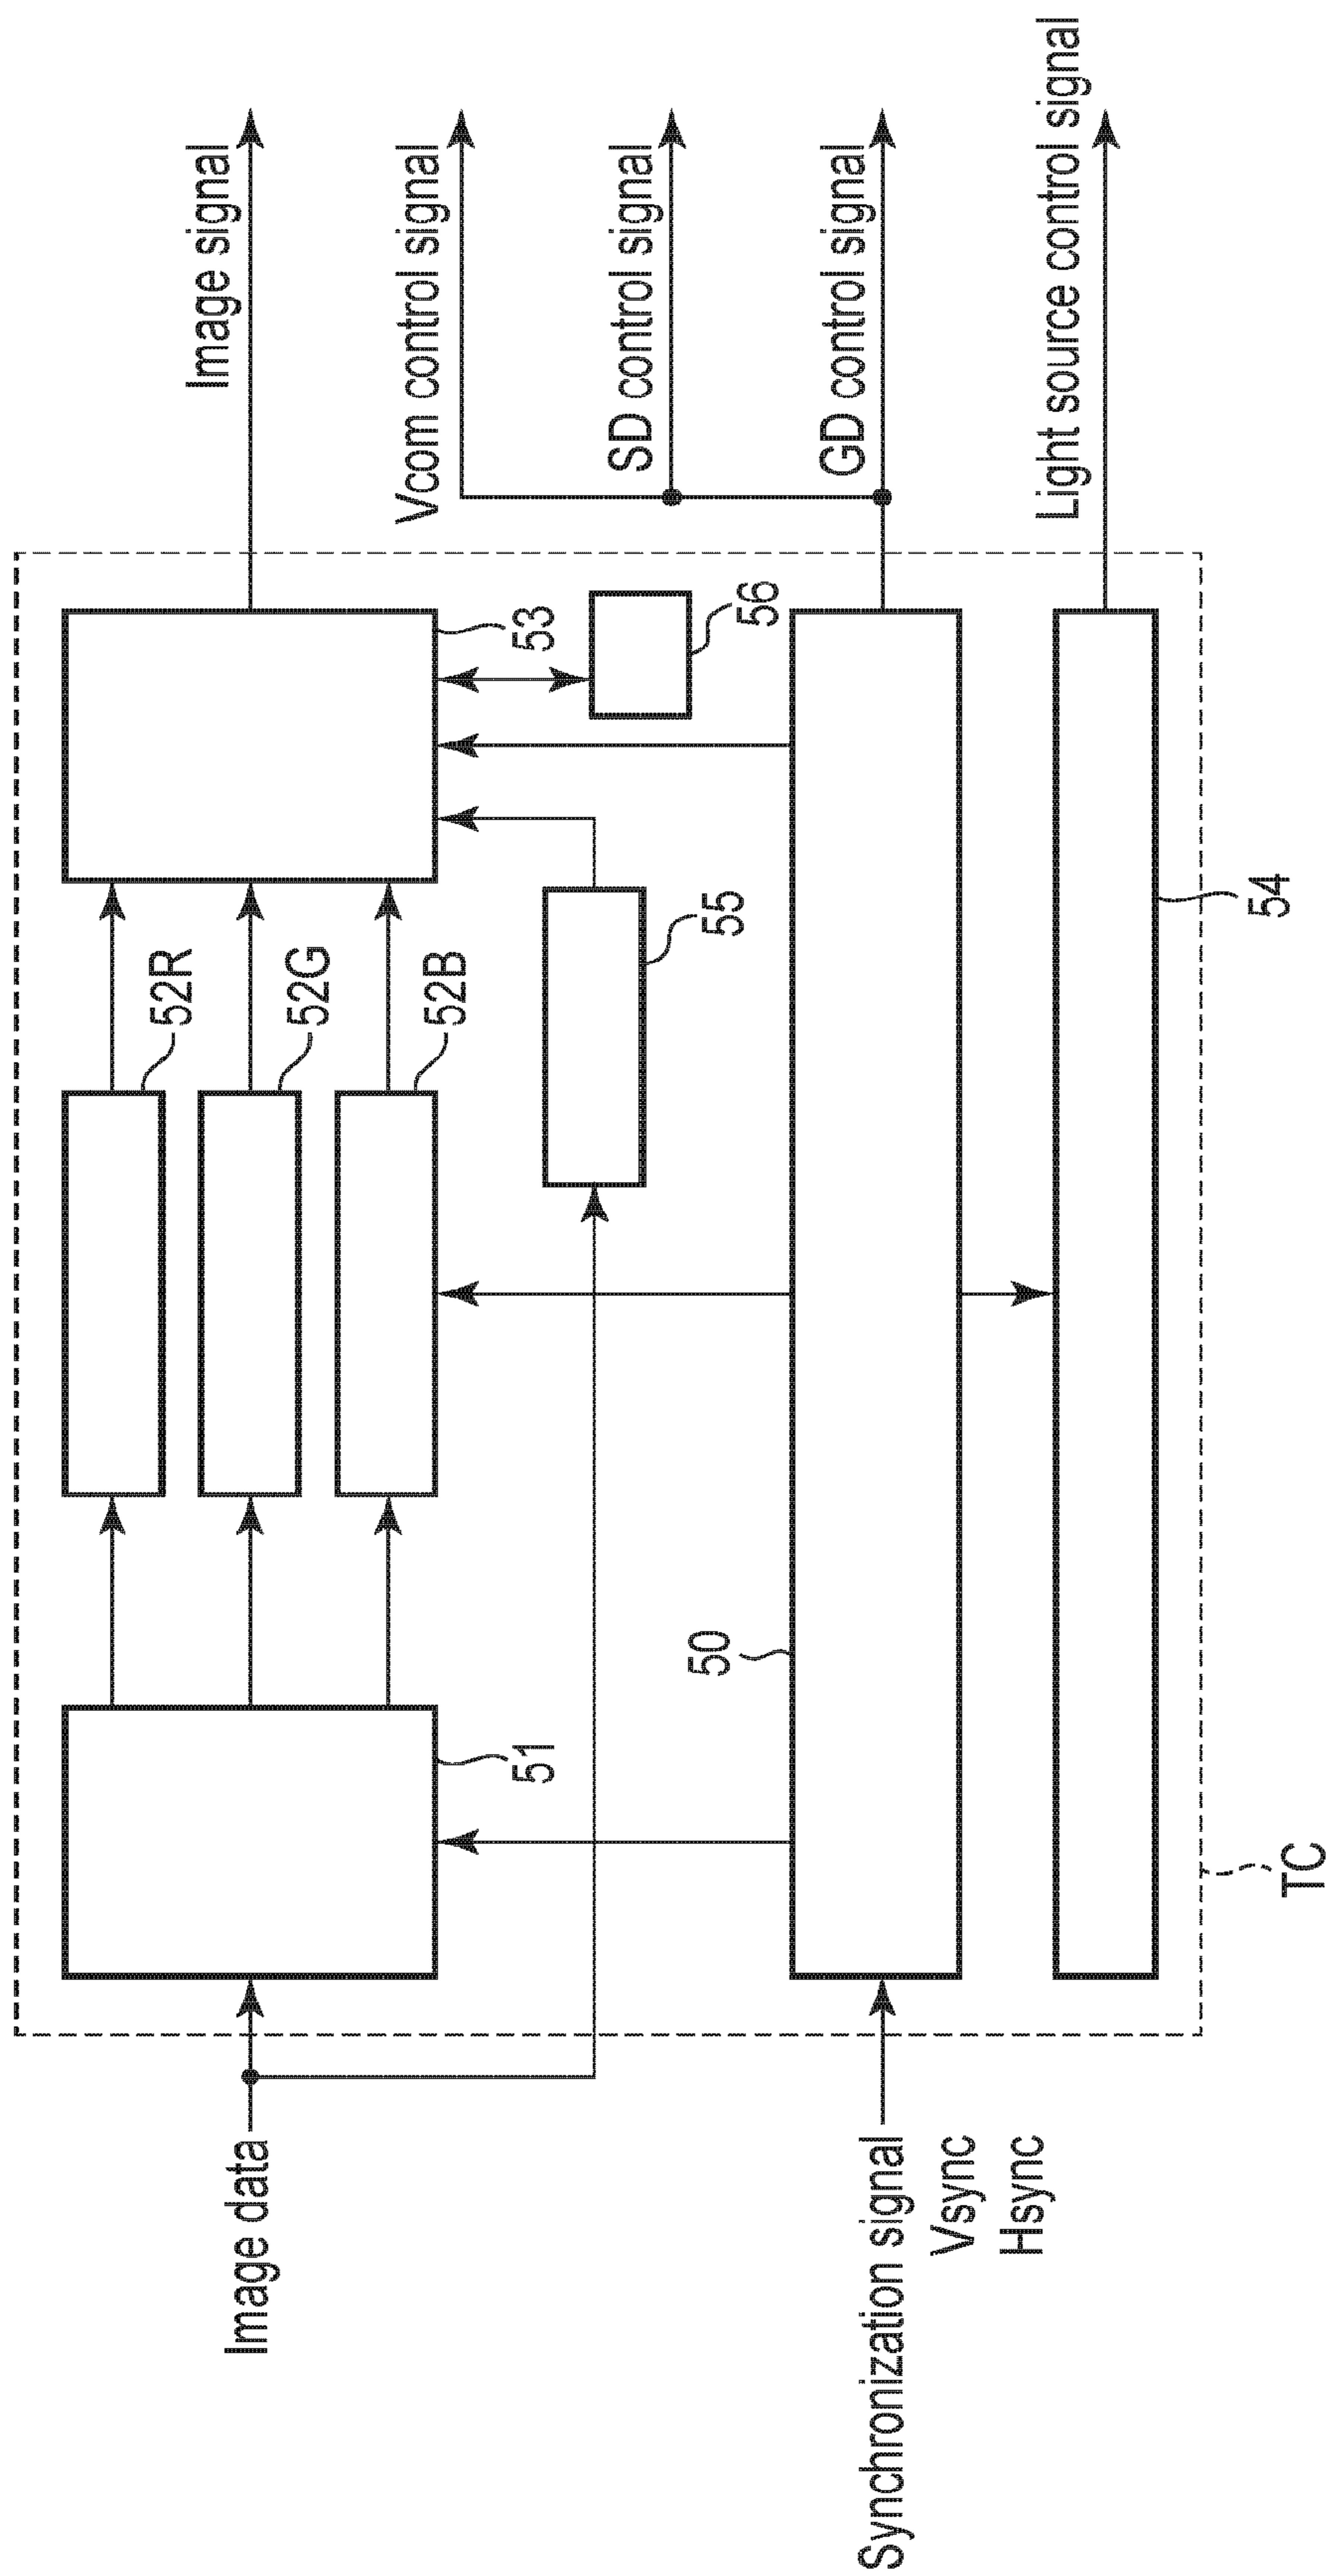 Image data
Synchronization signal
Vsync
Hsync
TC
51
50
52R
52G
52B
55
53
56
54
Image signal
Vcom control signal
SD control signal
GD control signal
Light source control signal